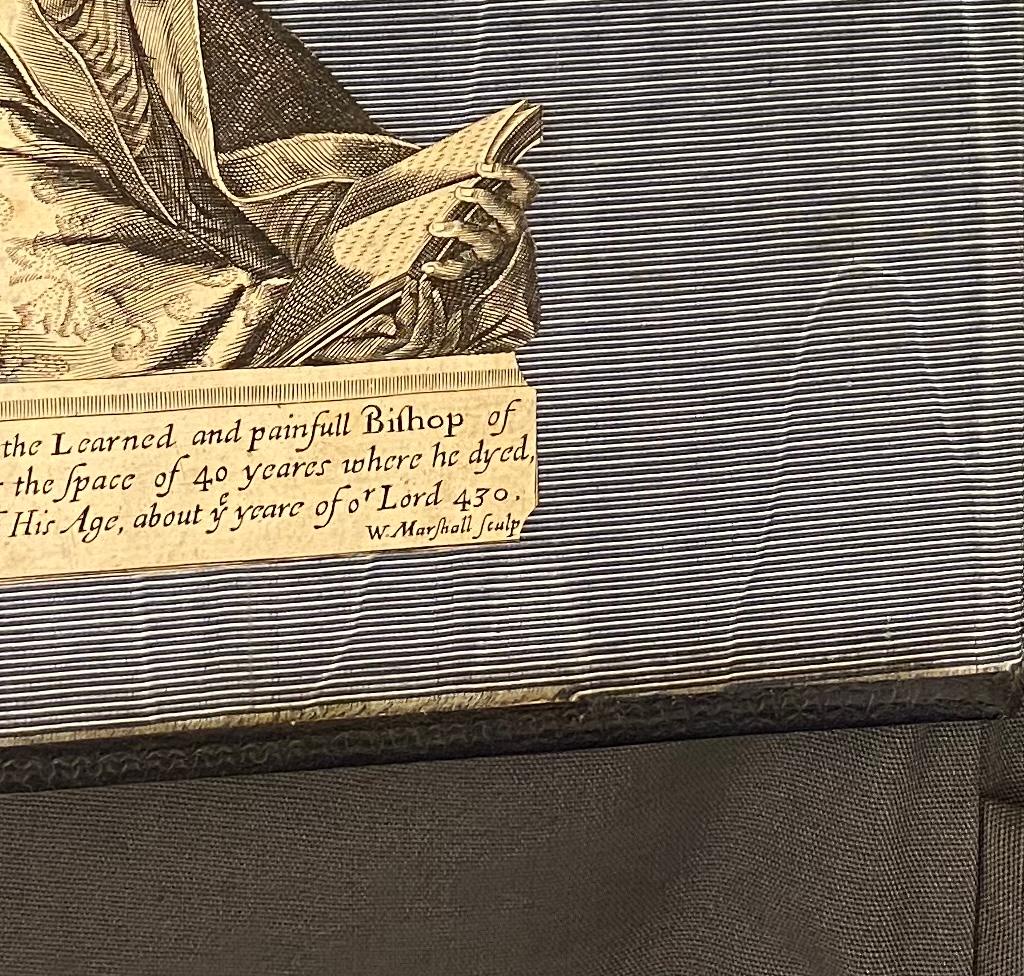 the Learned and painfull Biſhop of
the ſpace of 40 yeares where he dyed,
His Age, about yͤ yeare of oʳ Lord 430.
W. Marſhall ſculp